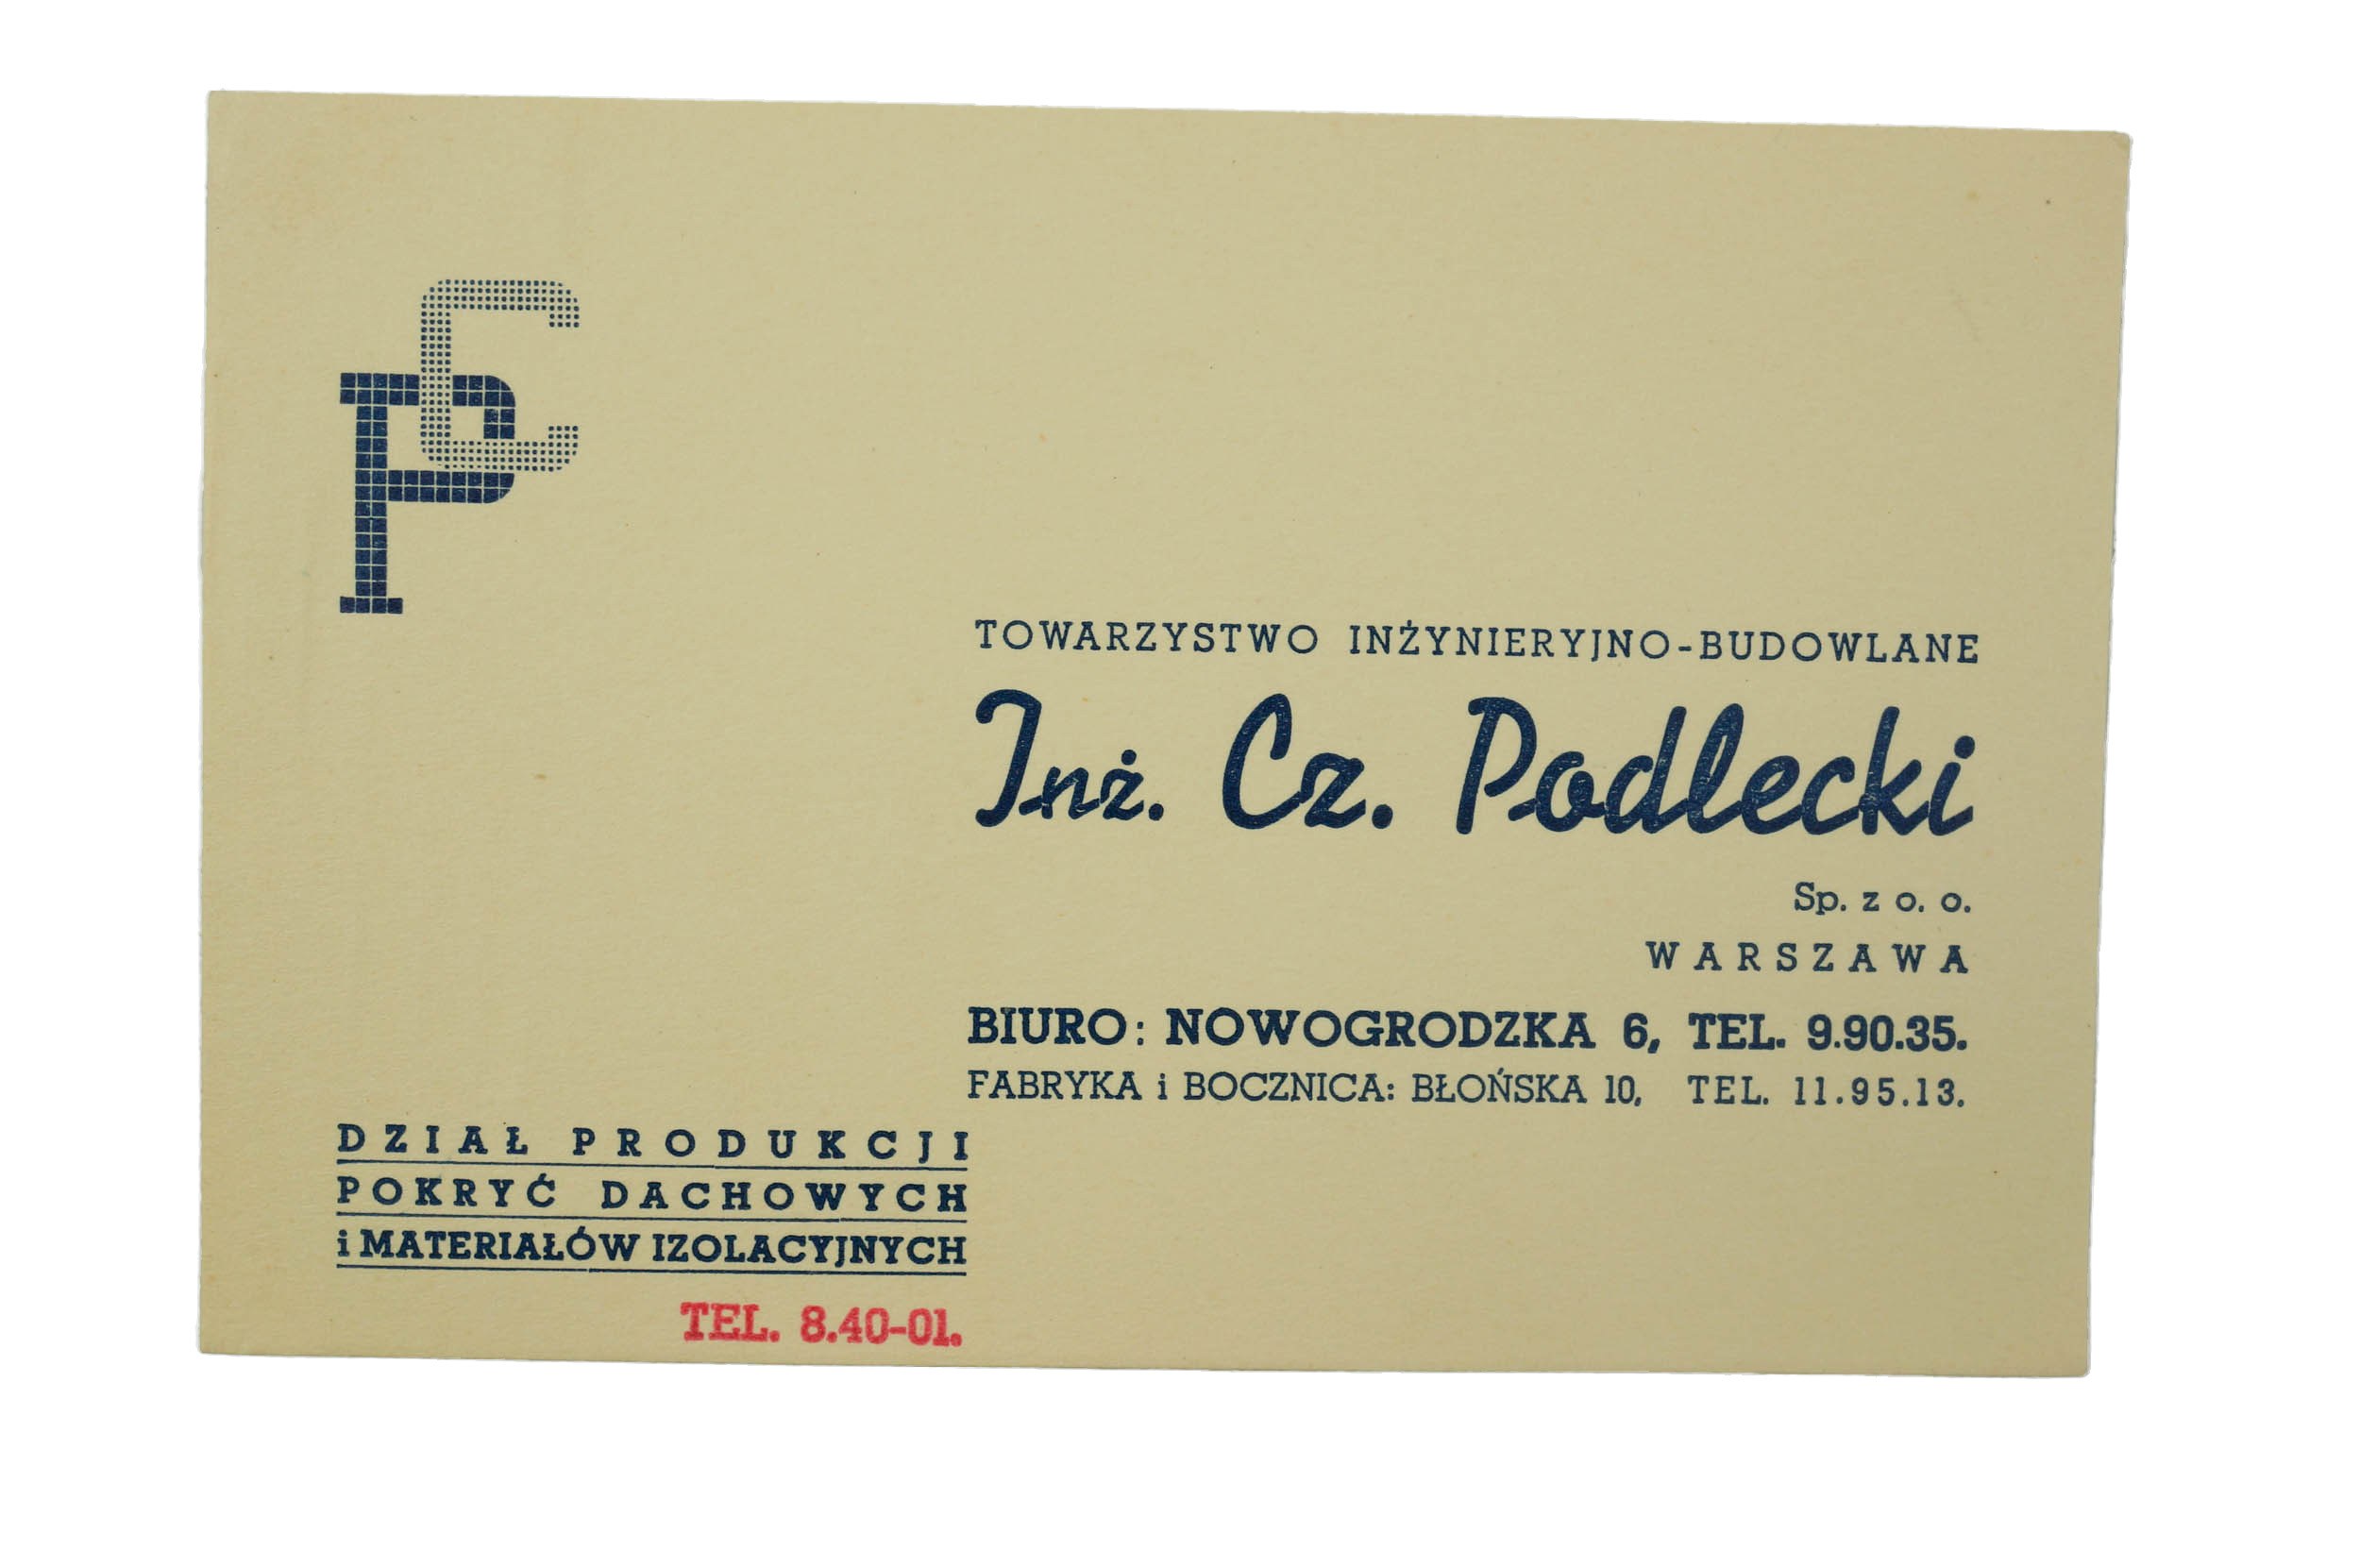 PC
TOWARZYSTWO INŻYNIERYJNO-BUDOWLANE
Inż. Cz. Podlecki
Sp. z o. o.
WARSZAWA
BIURO: NOWOGRODZKA 6, TEL. 9.90.35.
FABRYKA i BOCZNICA: BŁOŃSKA 10, TEL. 11.95.13.
DZIAŁ PRODUKCJI
POKRYĆ DACHOWYCH
i MATERIAŁÓW IZOLACYJNYCH
TEL. 8.40-01.